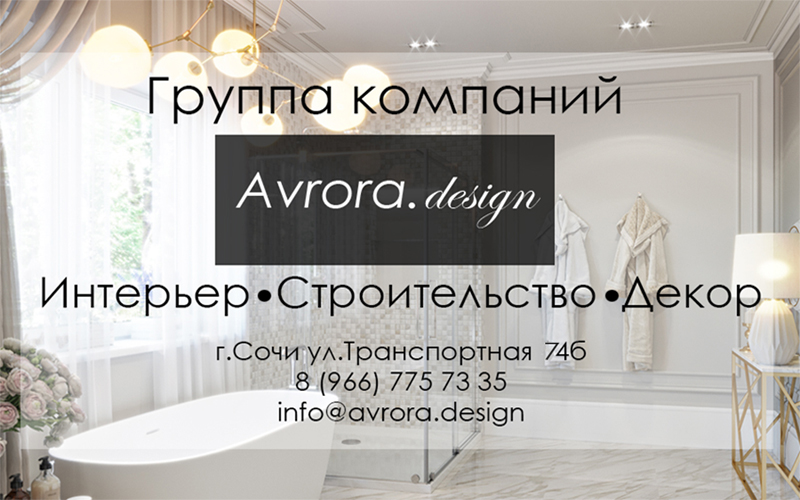 Группа компаний
Avrora.design
Интерьер•Строительство•Декор
г.Сочи ул.Транспортная 74б
8 (966) 775 73 35
info@avrora.design